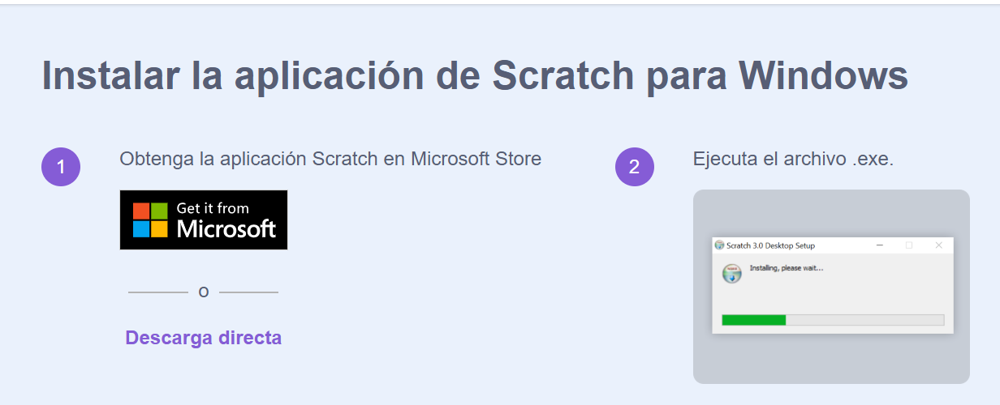 Instalar la aplicación de Scratch para Windows
1
Obtenga la aplicación Scratch en Microsoft Store
Get it from
Microsoft
o
Descarga directa
2
Ejecuta el archivo .exe.
Scratch 3.0 Desktop Setup
Installing, please wait...